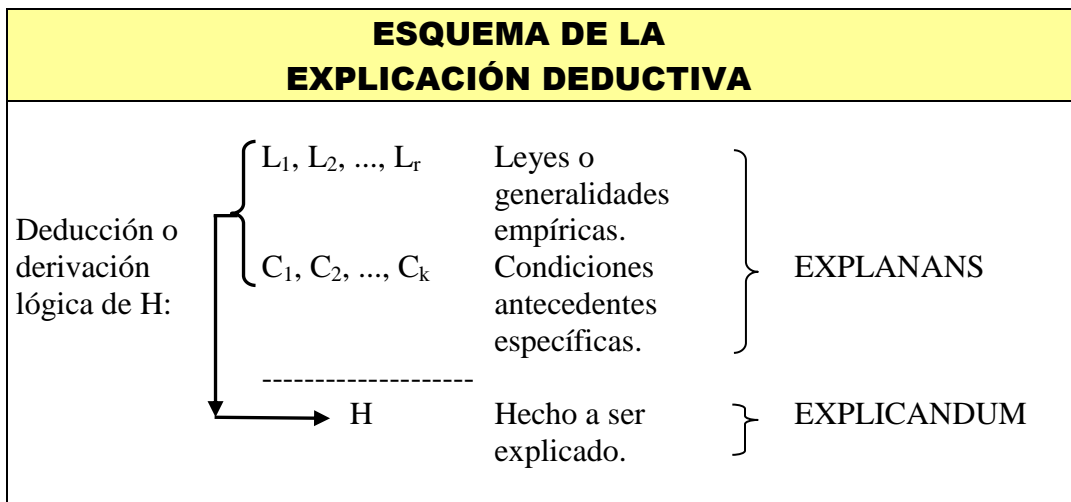 ESQUEMA DE LA
EXPLICACIÓN DEDUCTIVA
Deducción o
derivación
lógica de H:
L1, L2, ..., Lr
C1, C2, ..., Ck
Leyes o
generalidades
empíricas.
Condiciones
antecedentes
específicas.
EXPLANANS
--------------------
H
Hecho a ser
explicado.
EXPLICANDUM